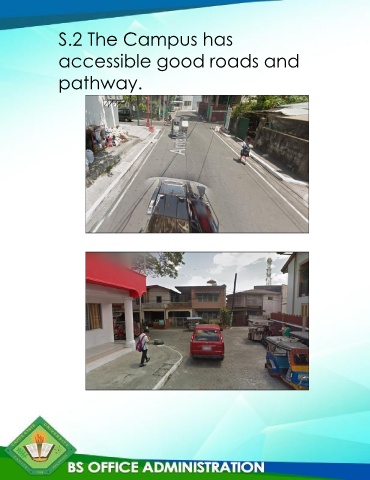 S.2 The Campus has
accessible good roads and
pathway.
BS OFFICE ADMINISTRATION